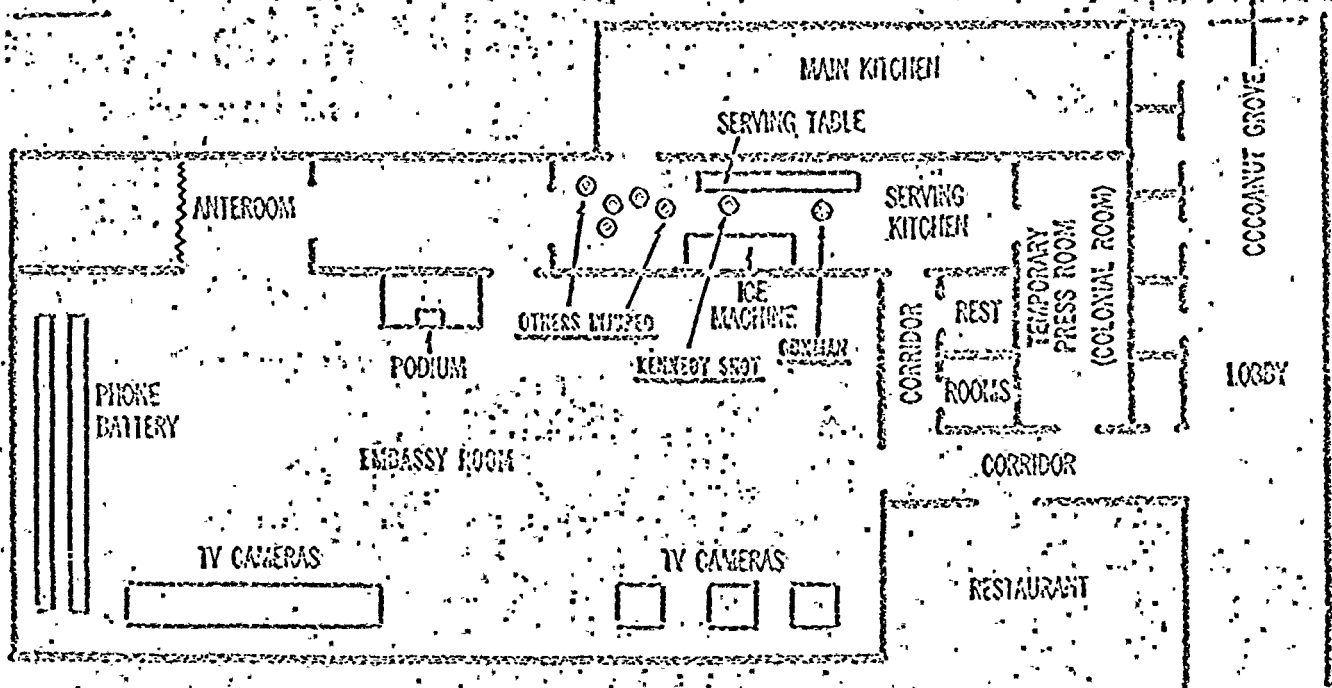 MAIN KITCHEN
SERVING TABLE
COCOANUT GROVE
ANTEROOM
SERVING
KITCHEN
TEMPORARY
PRESS ROOM
(COLONIAL ROOM)
OTHERS
ICE
MACHINE
KENNEDY SHOT
GUNMAN
CORRIDOR
REST
ROOMS
PODIUM
LOBBY
PHONE
BATTERY
EMBASSY ROOM
CORRIDOR
TV CAMERAS
TV CAMERAS
RESTAURANT